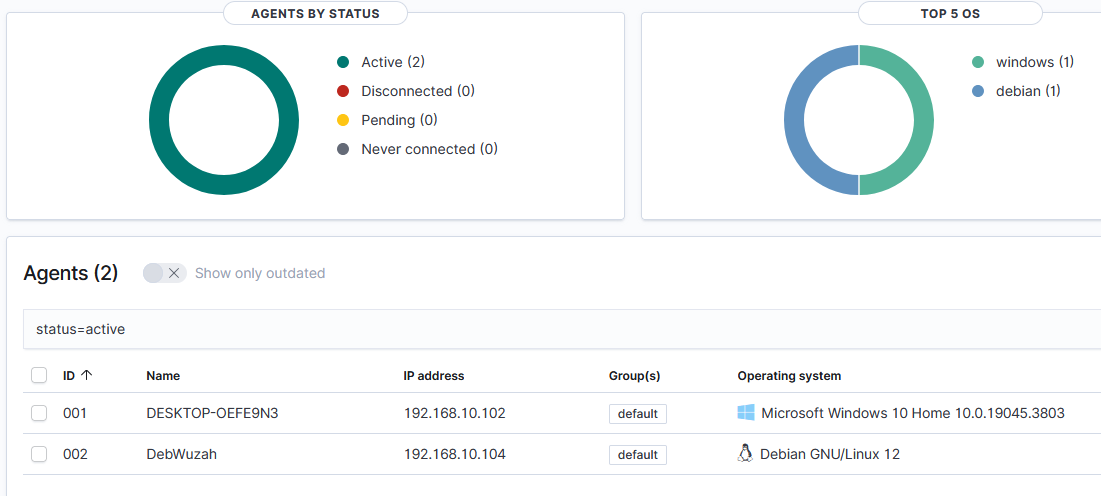 AGENTS BY STATUS
Active (2)
Disconnected (0)
Pending (0)
Never connected (0)
TOP 5 OS
windows (1)
debian (1)
Agents (2) Show only outdated
status=active
ID Name IP address Group(s) Operating system
001 DESKTOP-OEFE9N3 192.168.10.102 default Microsoft Windows 10 Home 10.0.19045.3803
002 DebWuzah 192.168.10.104 default Debian GNU/Linux 12